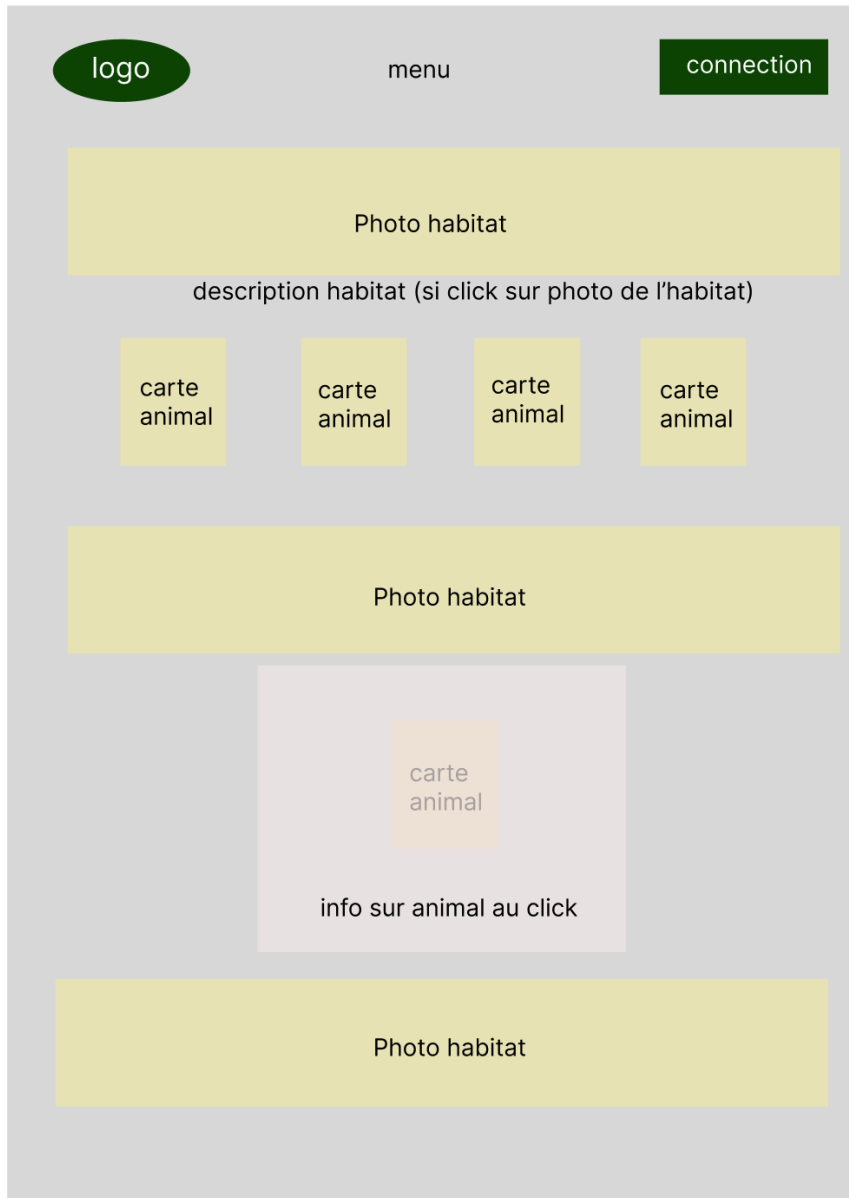 logo
menu
connection
Photo habitat
description habitat (si click sur photo de l’habitat)
carte
animal
carte
animal
carte
animal
carte
animal
Photo habitat
carte
animal
info sur animal au click
Photo habitat